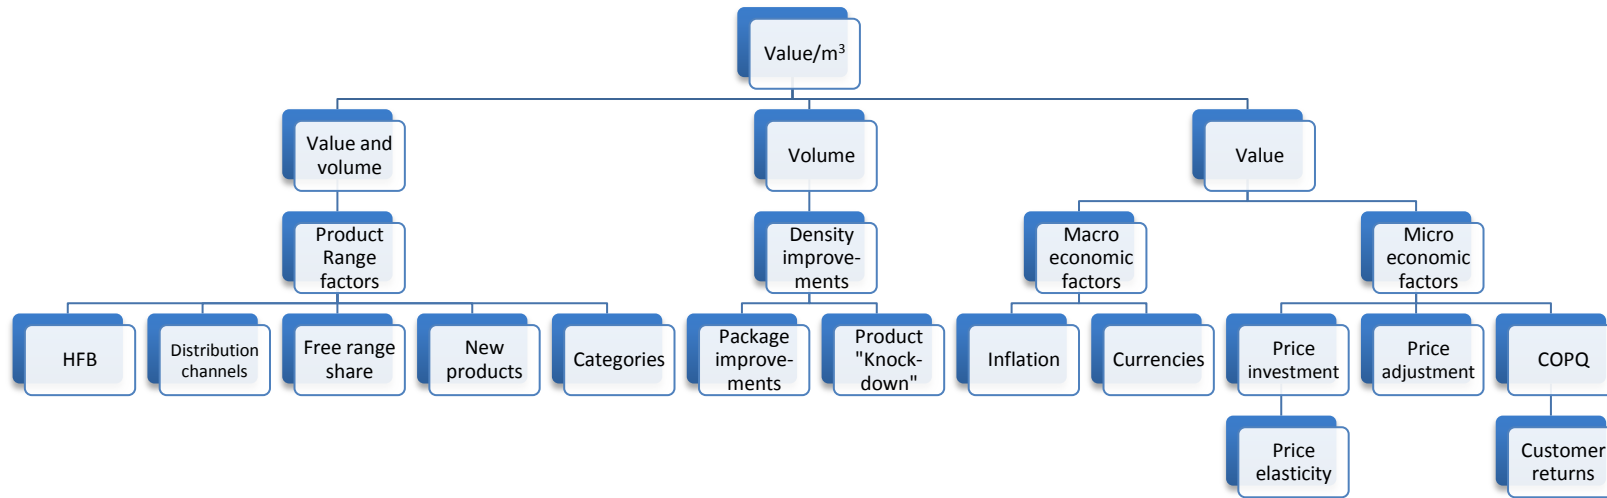 Value/m³
Value and
volume
Volume
Value
Product
Range
factors
Density
improve-
ments
Macro
economic
factors
Micro
economic
factors
HFB
Distribution
channels
Free range
share
New
products
Categories
Package
improve-
ments
Product
"Knock-
down"
Inflation
Currencies
Price
investment
Price
adjustment
COPQ
Price
elasticity
Customer
returns